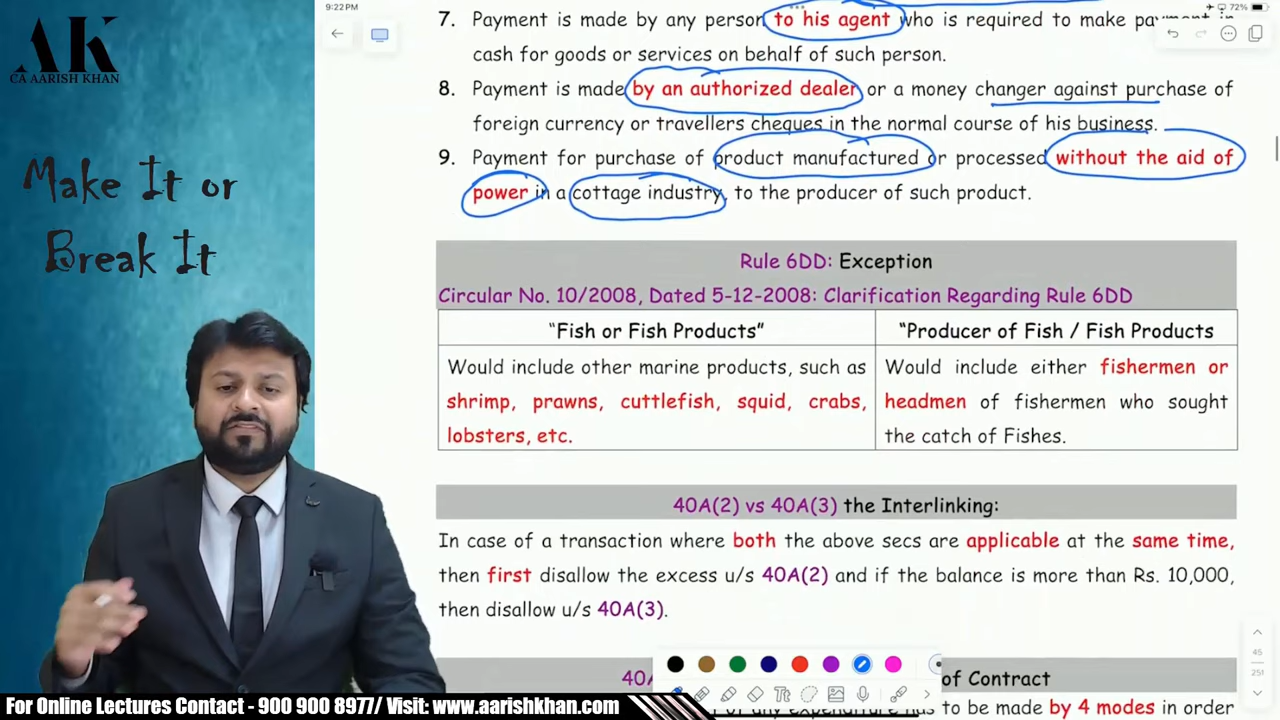 9:22 PM
72%
AK
CA AARISH KHAN
Make It or
Break It
7. Payment is made by any person to his agent who is required to make payment in
cash for goods or services on behalf of such person.
8. Payment is made by an authorized dealer or a money changer against purchase of
foreign currency or travellers cheques in the normal course of his business.
9. Payment for purchase of product manufactured or processed without the aid of
power in a cottage industry, to the producer of such product.
Rule 6DD: Exception
Circular No. 10/2008, Dated 5-12-2008: Clarification Regarding Rule 6DD
"Fish or Fish Products"
Would include other marine products, such as
shrimp, prawns, cuttlefish, squid, crabs,
lobsters, etc.
"Producer of Fish / Fish Products
Would include either fishermen or
headmen of fishermen who sought
the catch of Fishes.
40A(2) vs 40A(3) the Interlinking:
In case of a transaction where both the above secs are applicable at the same time,
then first disallow the excess u/s 40A(2) and if the balance is more than Rs. 10,000,
then disallow u/s 40A(3).
of Contract
to be made by 4 modes in order
45
251
For Online Lectures Contact - 900 900 8977/ Visit: www.aarishkhan.com